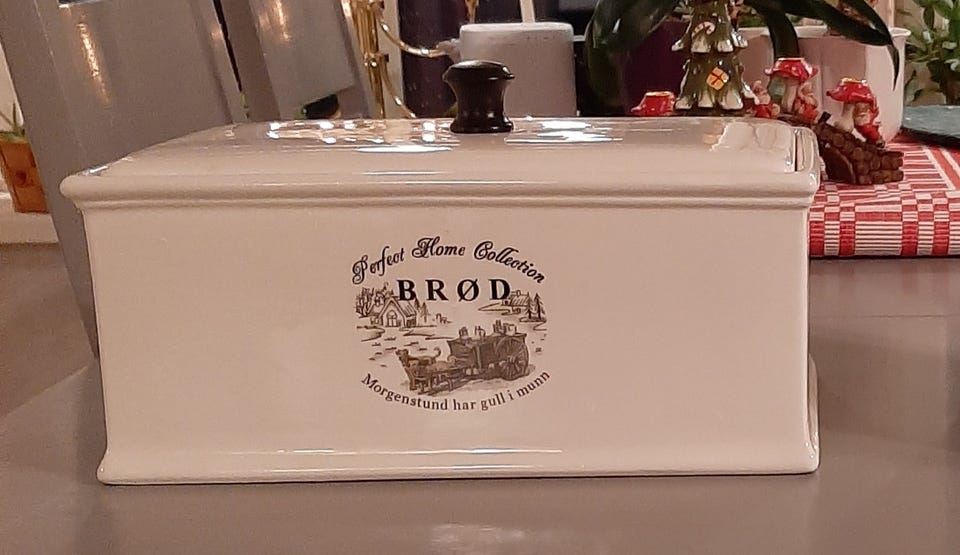 Perfect Home Collection
BRØD
Morgenstund har gull i munn